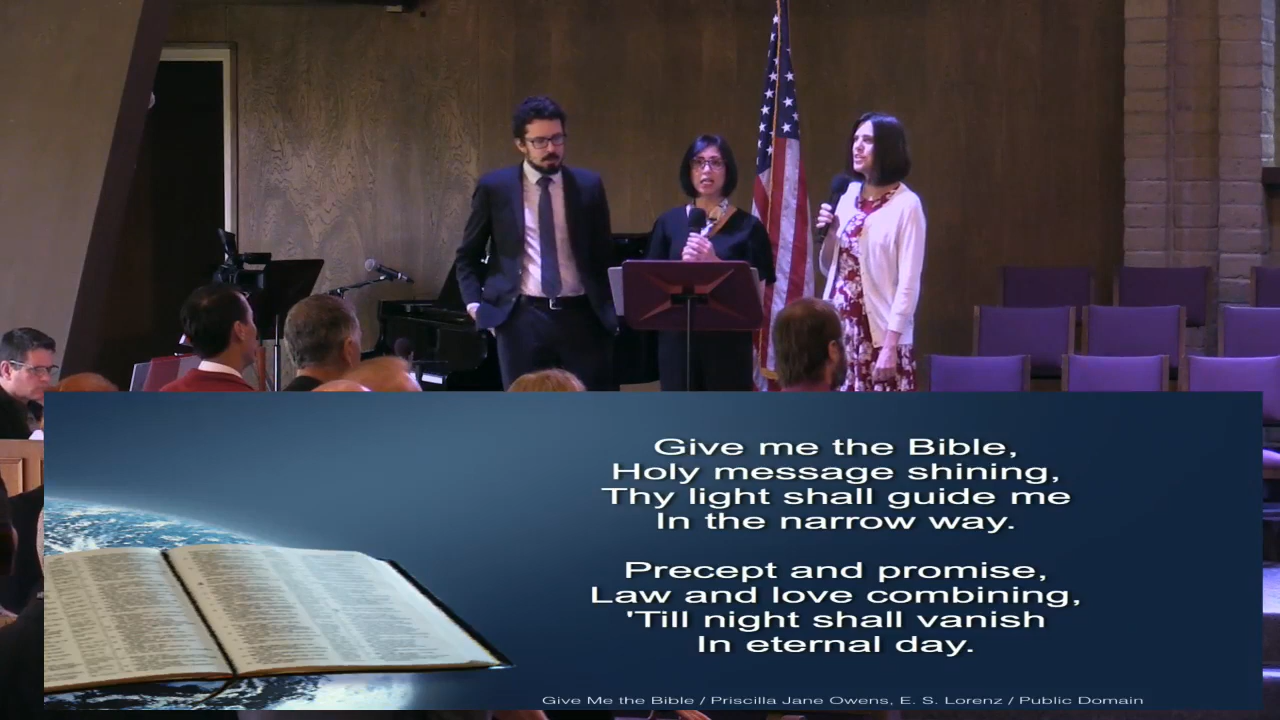 Give me the Bible,
Holy message shining,
Thy light shall guide me
In the narrow way.
Precept and promise,
Law and love combining,
'Till night shall vanish
In eternal day.
Give Me the Bible / Priscilla Jane Owens, E. S. Lorenz / Public Domain